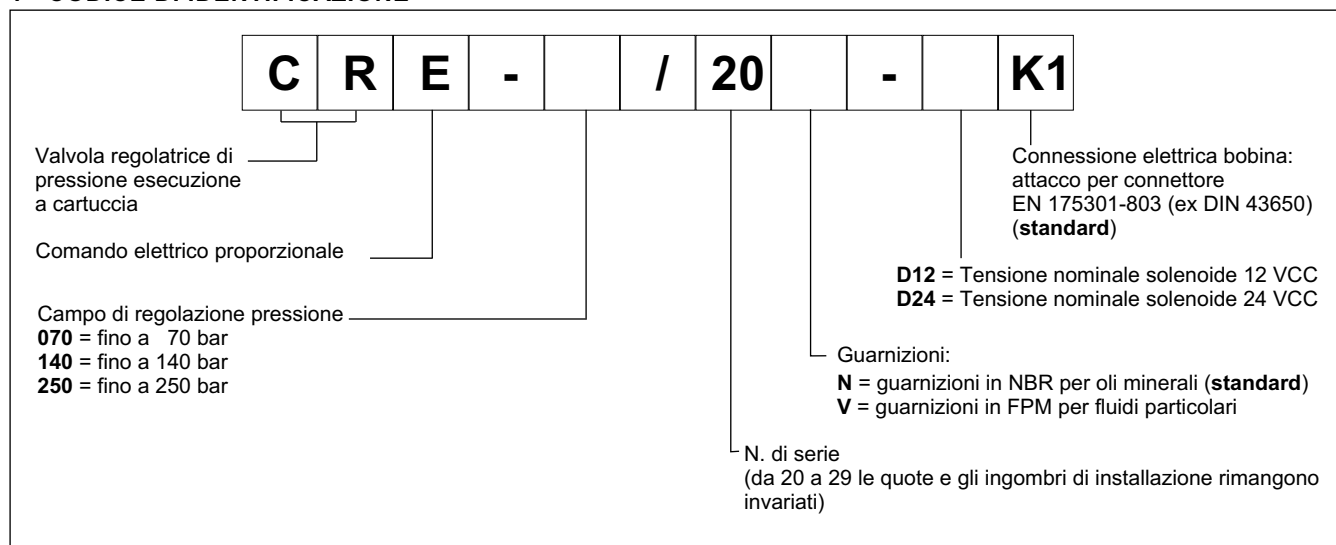 C R E - / 20 - K1
Valvola regolatrice di
pressione esecuzione
a cartuccia
Comando elettrico proporzionale
Campo di regolazione pressione
070 = fino a 70 bar
140 = fino a 140 bar
250 = fino a 250 bar
Connessione elettrica bobina:
attacco per connettore
EN 175301-803 (ex DIN 43650)
(standard)
D12 = Tensione nominale solenoide 12 VCC
D24 = Tensione nominale solenoide 24 VCC
Guarnizioni:
N = guarnizioni in NBR per oli minerali (standard)
V = guarnizioni in FPM per fluidi particolari
N. di serie
(da 20 a 29 le quote e gli ingombri di installazione rimangono
invariati)